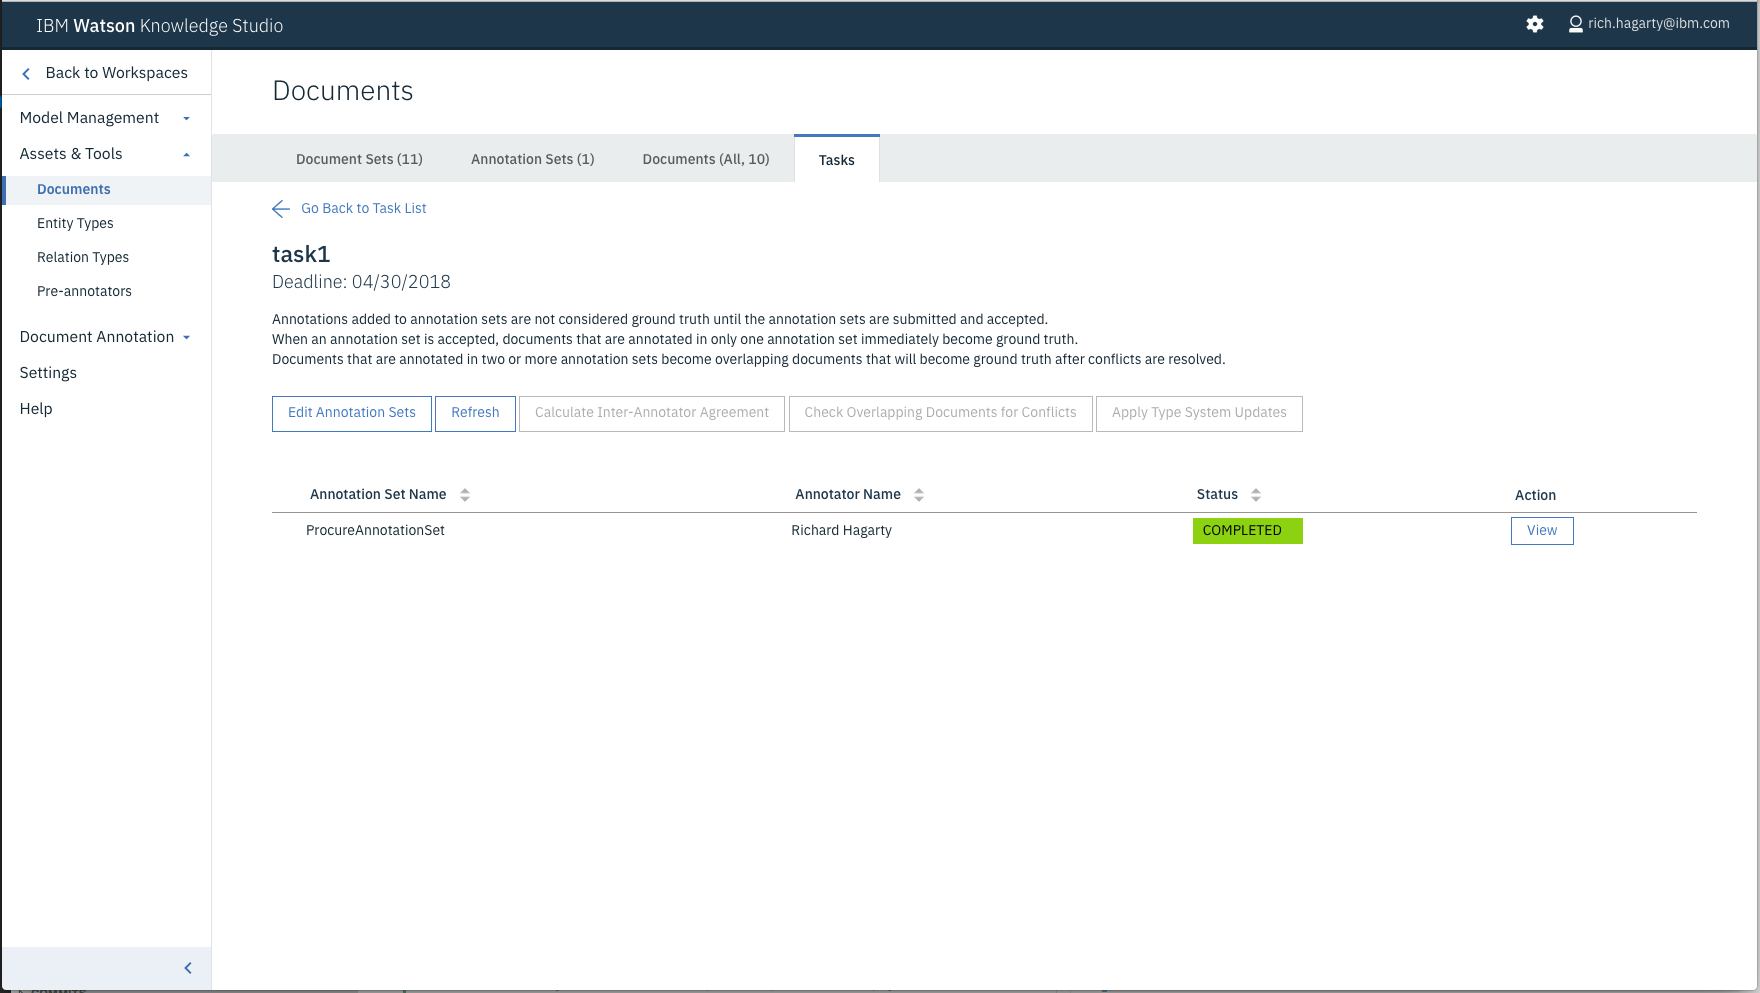 IBM Watson Knowledge Studio
rich.hagarty@ibm.com
Back to Workspaces
Model Management
Assets & Tools
Documents
Entity Types
Relation Types
Pre-annotators
Document Annotation
Settings
Help
Documents
Document Sets (11)
Annotation Sets (1)
Documents (All, 10)
Tasks
Go Back to Task List
task1
Deadline: 04/30/2018
Annotations added to annotation sets are not considered ground truth until the annotation sets are submitted and accepted.
When an annotation set is accepted, documents that are annotated in only one annotation set immediately become ground truth.
Documents that are annotated in two or more annotation sets become overlapping documents that will become ground truth after conflicts are resolved.
Edit Annotation Sets
Refresh
Calculate Inter-Annotator Agreement
Check Overlapping Documents for Conflicts
Apply Type System Updates
Annotation Set Name
Annotator Name
Status
Action
ProcureAnnotationSet
Richard Hagarty
COMPLETED
View